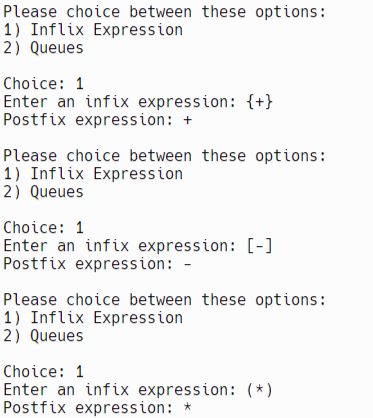 Please choice between these options:
1) Inflix Expression
2) Queues
Choice: 1
Enter an infix expression: {+}
Postfix expression: +
Please choice between these options:
1) Inflix Expression
2) Queues
Choice: 1
Enter an infix expression: [-]
Postfix expression: -
Please choice between these options:
1) Inflix Expression
2) Queues
Choice: 1
Enter an infix expression: (*)
Postfix expression: *